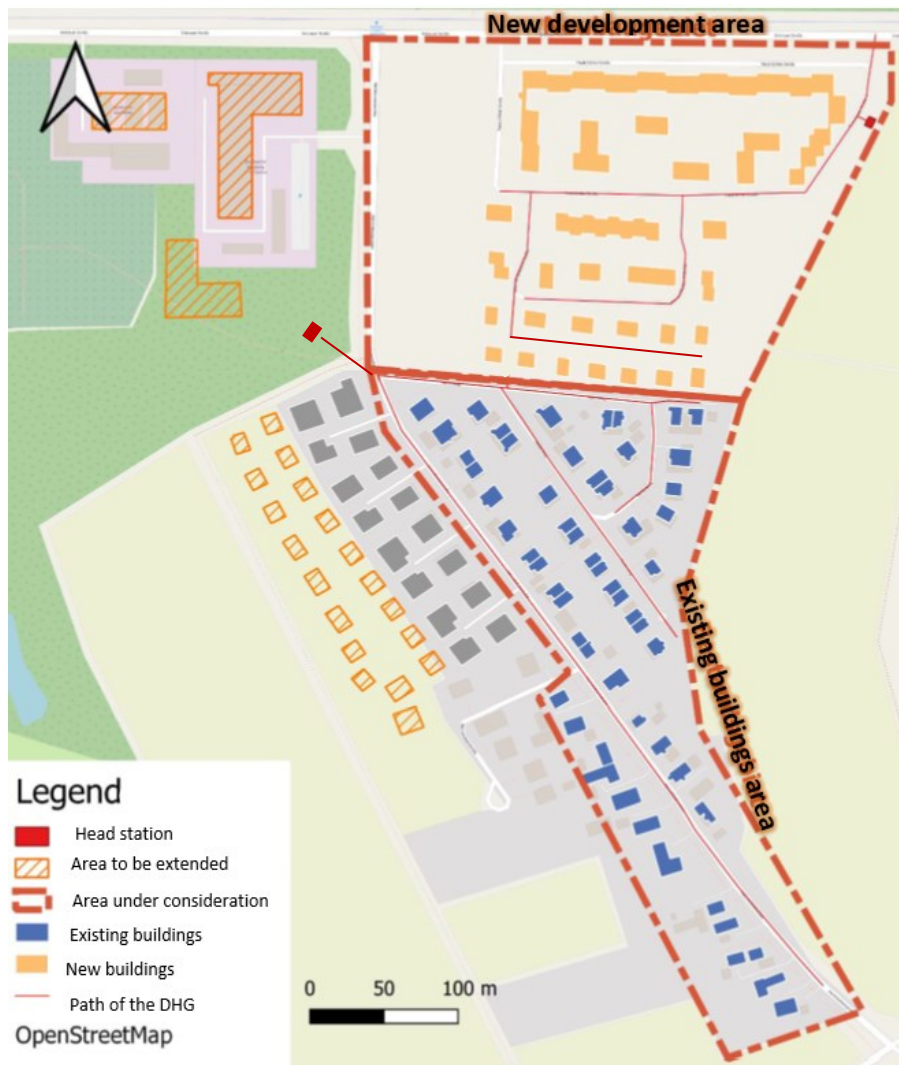 New development area
Existing buildings area
Legend
Head station
Area to be extended
Area under consideration
Existing buildings
New buildings
Path of the DHG
OpenStreetMap
0 50 100 m